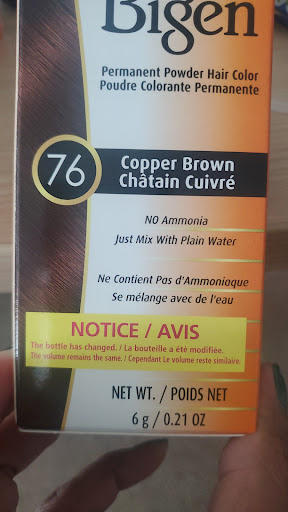 Bigen
Permanent Powder Hair Color
Poudre Colorante Permanente
76
Copper Brown
Châtain Cuivré
NO Ammonia
Just Mix With Plain Water
Ne Contient Pas d'Ammoniaque
Se mélange avec de l'eau
NOTICE / AVIS
The bottle has changed. / La bouteille a été modifiée.
The volume remains the same. / Cependant Le volume reste similaire.
NET WT. / POIDS NET
6 g / 0.21 OZ